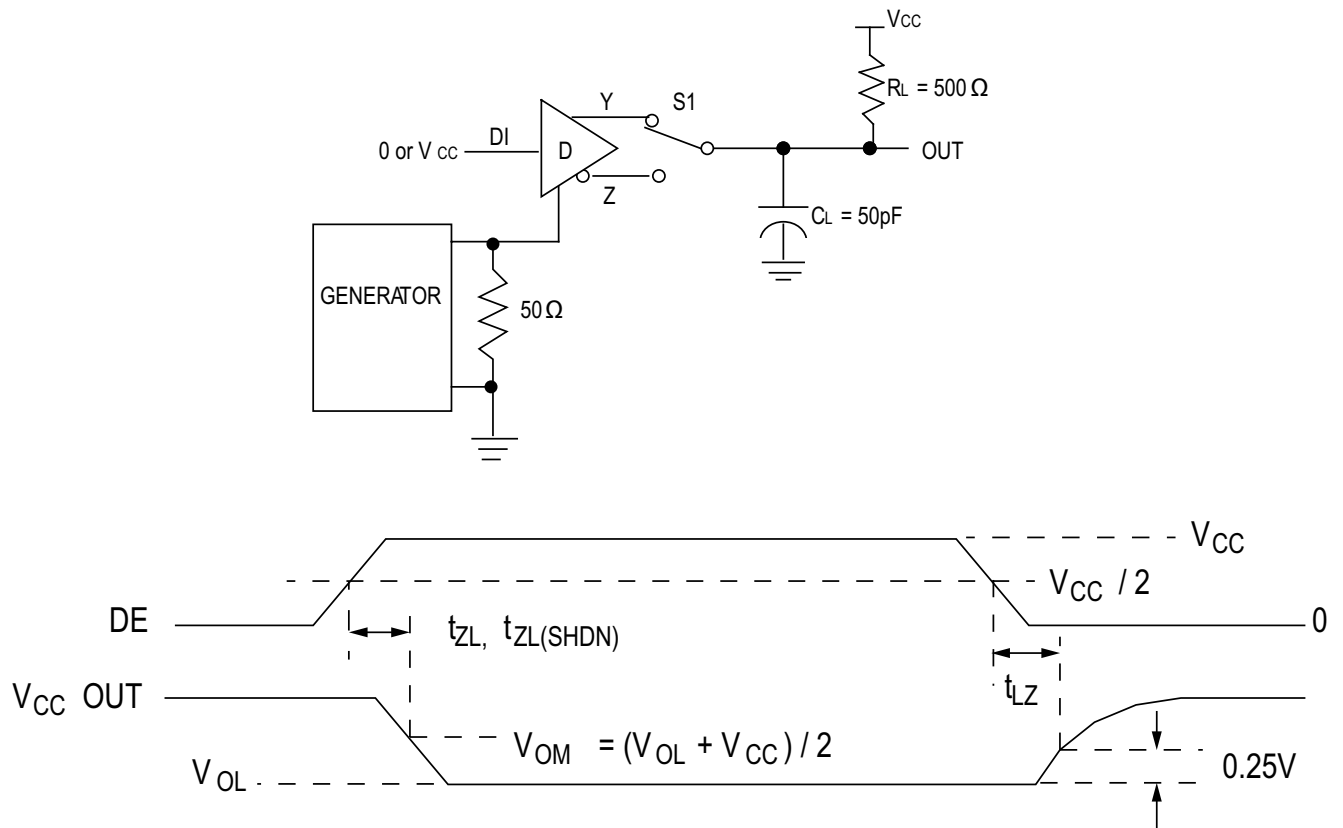 VCC
RL = 500 Ω
Y
S1
0 or VCC
DI
D
OUT
Z
CL = 50pF
GENERATOR
50Ω
VCC
VCC / 2
DE
tZL, tZL(SHDN)
0
tLZ
VCC OUT
VOM = (VOL + VCC) / 2
VOL
0.25V